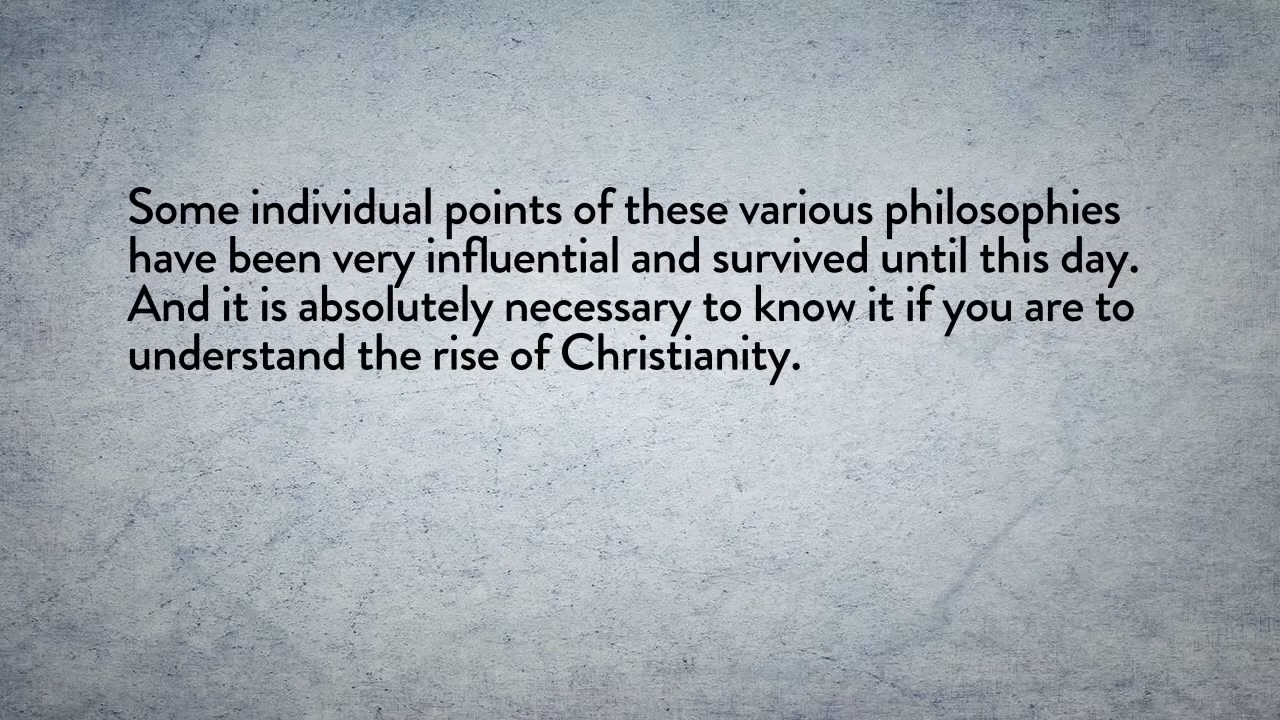 Some individual points of these various philosophies
have been very influential and survived until this day.
And it is absolutely necessary to know it if you are to
understand the rise of Christianity.